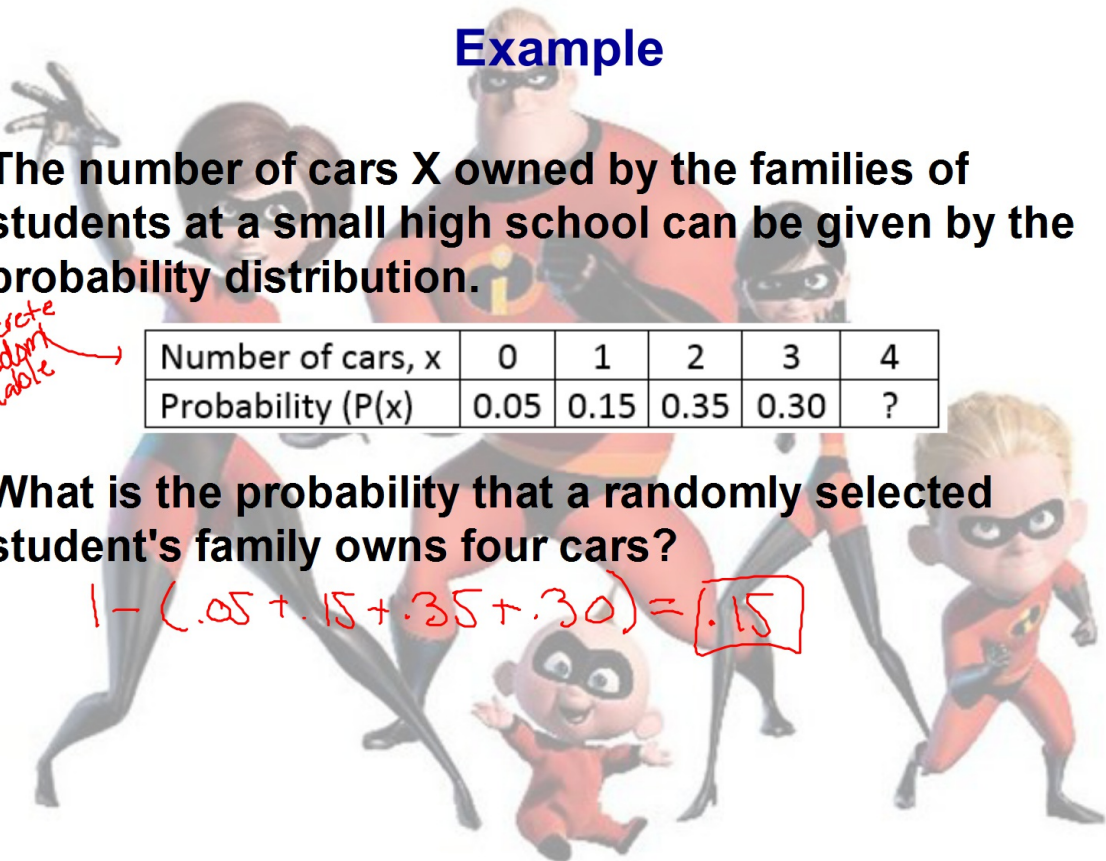 Example
The number of cars X owned by the families of
students at a small high school can be given by the
probability distribution.
Number of cars, x 0 1 2 3 4
Probability (P(x) 0.05 0.15 0.35 0.30 ?
What is the probability that a randomly selected
student's family owns four cars?
1-(.05+.15+.35+.30)=.15